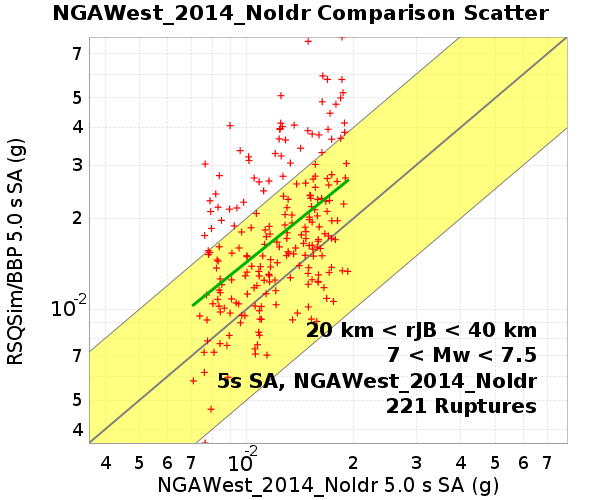 NGAWest_2014_NoIdr Comparison Scatter
RSQSim/BBP 5.0 s SA (g)
7
5
4
3
2
10⁻²
7
5
4
20 km < rJB < 40 km
7 < Mw < 7.5
5s SA, NGAWest_2014_NoIdr
221 Ruptures
4 5 6 7 10⁻² 2 3 4 5 6 7
NGAWest_2014_NoIdr 5.0 s SA (g)